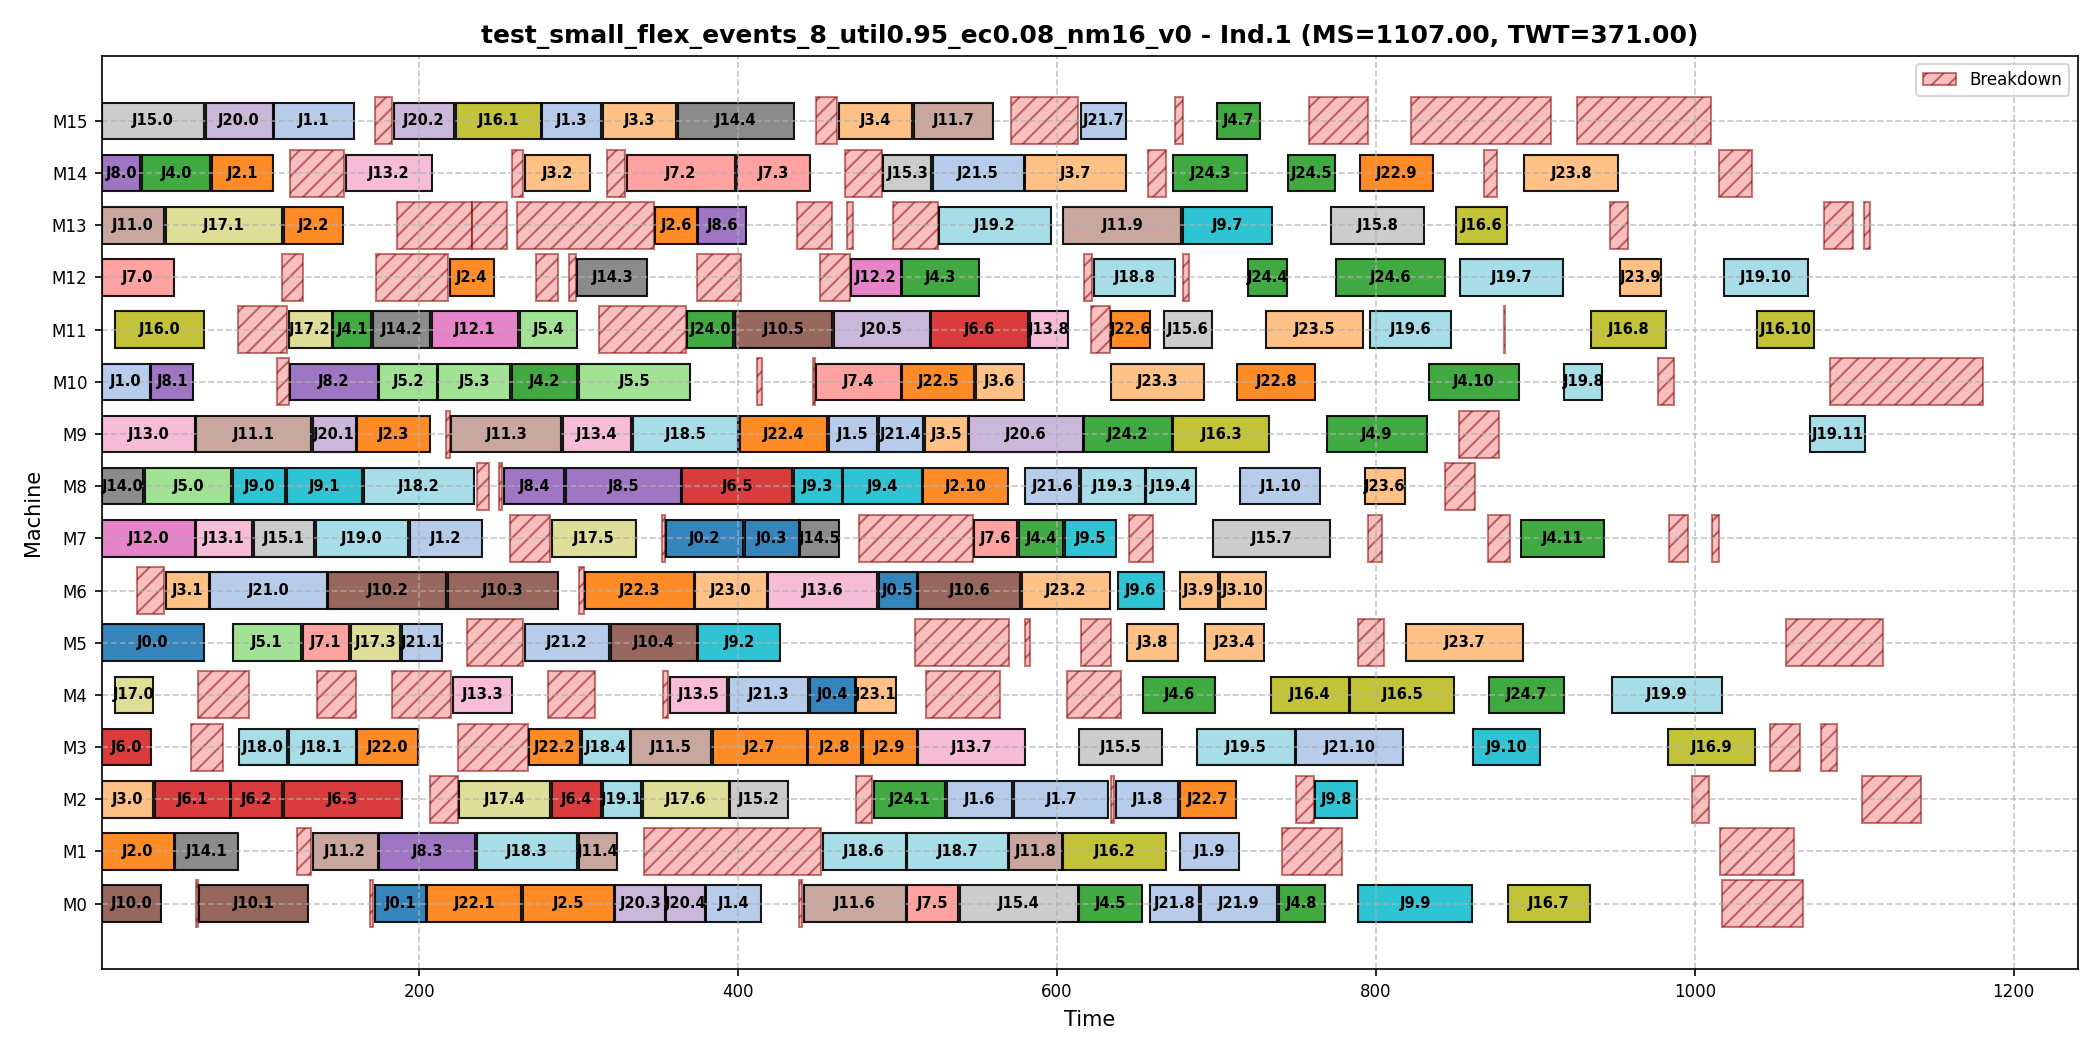 test_small_flex_events_8_util0.95_ec0.08_nm16_v0 - Ind.1 (MS=1107.00, TWT=371.00)
Breakdown
M15 J15.0 J20.0 J1.1 J20.2 J16.1 J1.3 J3.3 J14.4 J3.4 J11.7 J21.7 J4.7
M14 J8.0 J4.0 J2.1 J13.2 J3.2 J7.2 J7.3 J15.3 J21.5 J3.7 J24.3 J24.5 J22.9 J23.8
M13 J11.0 J17.1 J2.2 J2.6 J8.6 J19.2 J11.9 J9.7 J15.8 J16.6
M12 J7.0 J2.4 J14.3 J12.2 J4.3 J18.8 J24.4 J24.6 J19.7 J23.9 J19.10
M11 J16.0 J17.2 J4.1 J14.2 J12.1 J5.4 J24.0 J10.5 J20.5 J6.6 J13.8 J22.6 J15.6 J23.5 J19.6 J16.8 J16.10
M10 J1.0 J8.1 J8.2 J5.2 J5.3 J4.2 J5.5 J7.4 J22.5 J3.6 J23.3 J22.8 J4.10 J19.8
M9 J13.0 J11.1 J20.1 J2.3 J11.3 J13.4 J18.5 J22.4 J1.5 J21.4 J3.5 J20.6 J24.2 J16.3 J4.9 J19.11
M8 J14.0 J5.0 J9.0 J9.1 J18.2 J8.4 J8.5 J6.5 J9.3 J9.4 J2.10 J21.6 J19.3 J19.4 J1.10 J23.6
M7 J12.0 J13.1 J15.1 J19.0 J1.2 J17.5 J0.2 J0.3 J14.5 J7.6 J4.4 J9.5 J15.7 J4.11
M6 J3.1 J21.0 J10.2 J10.3 J22.3 J23.0 J13.6 J0.5 J10.6 J23.2 J9.6 J3.9 J3.10
M5 J0.0 J5.1 J7.1 J17.3 J21.1 J21.2 J10.4 J9.2 J3.8 J23.4 J23.7
M4 J17.0 J13.3 J13.5 J21.3 J0.4 J23.1 J4.6 J16.4 J16.5 J24.7 J19.9
M3 J6.0 J18.0 J18.1 J22.0 J22.2 J18.4 J11.5 J2.7 J2.8 J2.9 J13.7 J15.5 J19.5 J21.10 J9.10 J16.9
M2 J3.0 J6.1 J6.2 J6.3 J17.4 J6.4 J19.1 J17.6 J15.2 J24.1 J1.6 J1.7 J1.8 J22.7 J9.8
M1 J2.0 J14.1 J11.2 J8.3 J18.3 J11.4 J18.6 J18.7 J11.8 J16.2 J1.9
M0 J10.0 J10.1 J0.1 J22.1 J2.5 J20.3 J20.4 J1.4 J11.6 J7.5 J15.4 J4.5 J21.8 J21.9 J4.8 J9.9 J16.7
Machine
200 400 600 800 1000 1200
Time